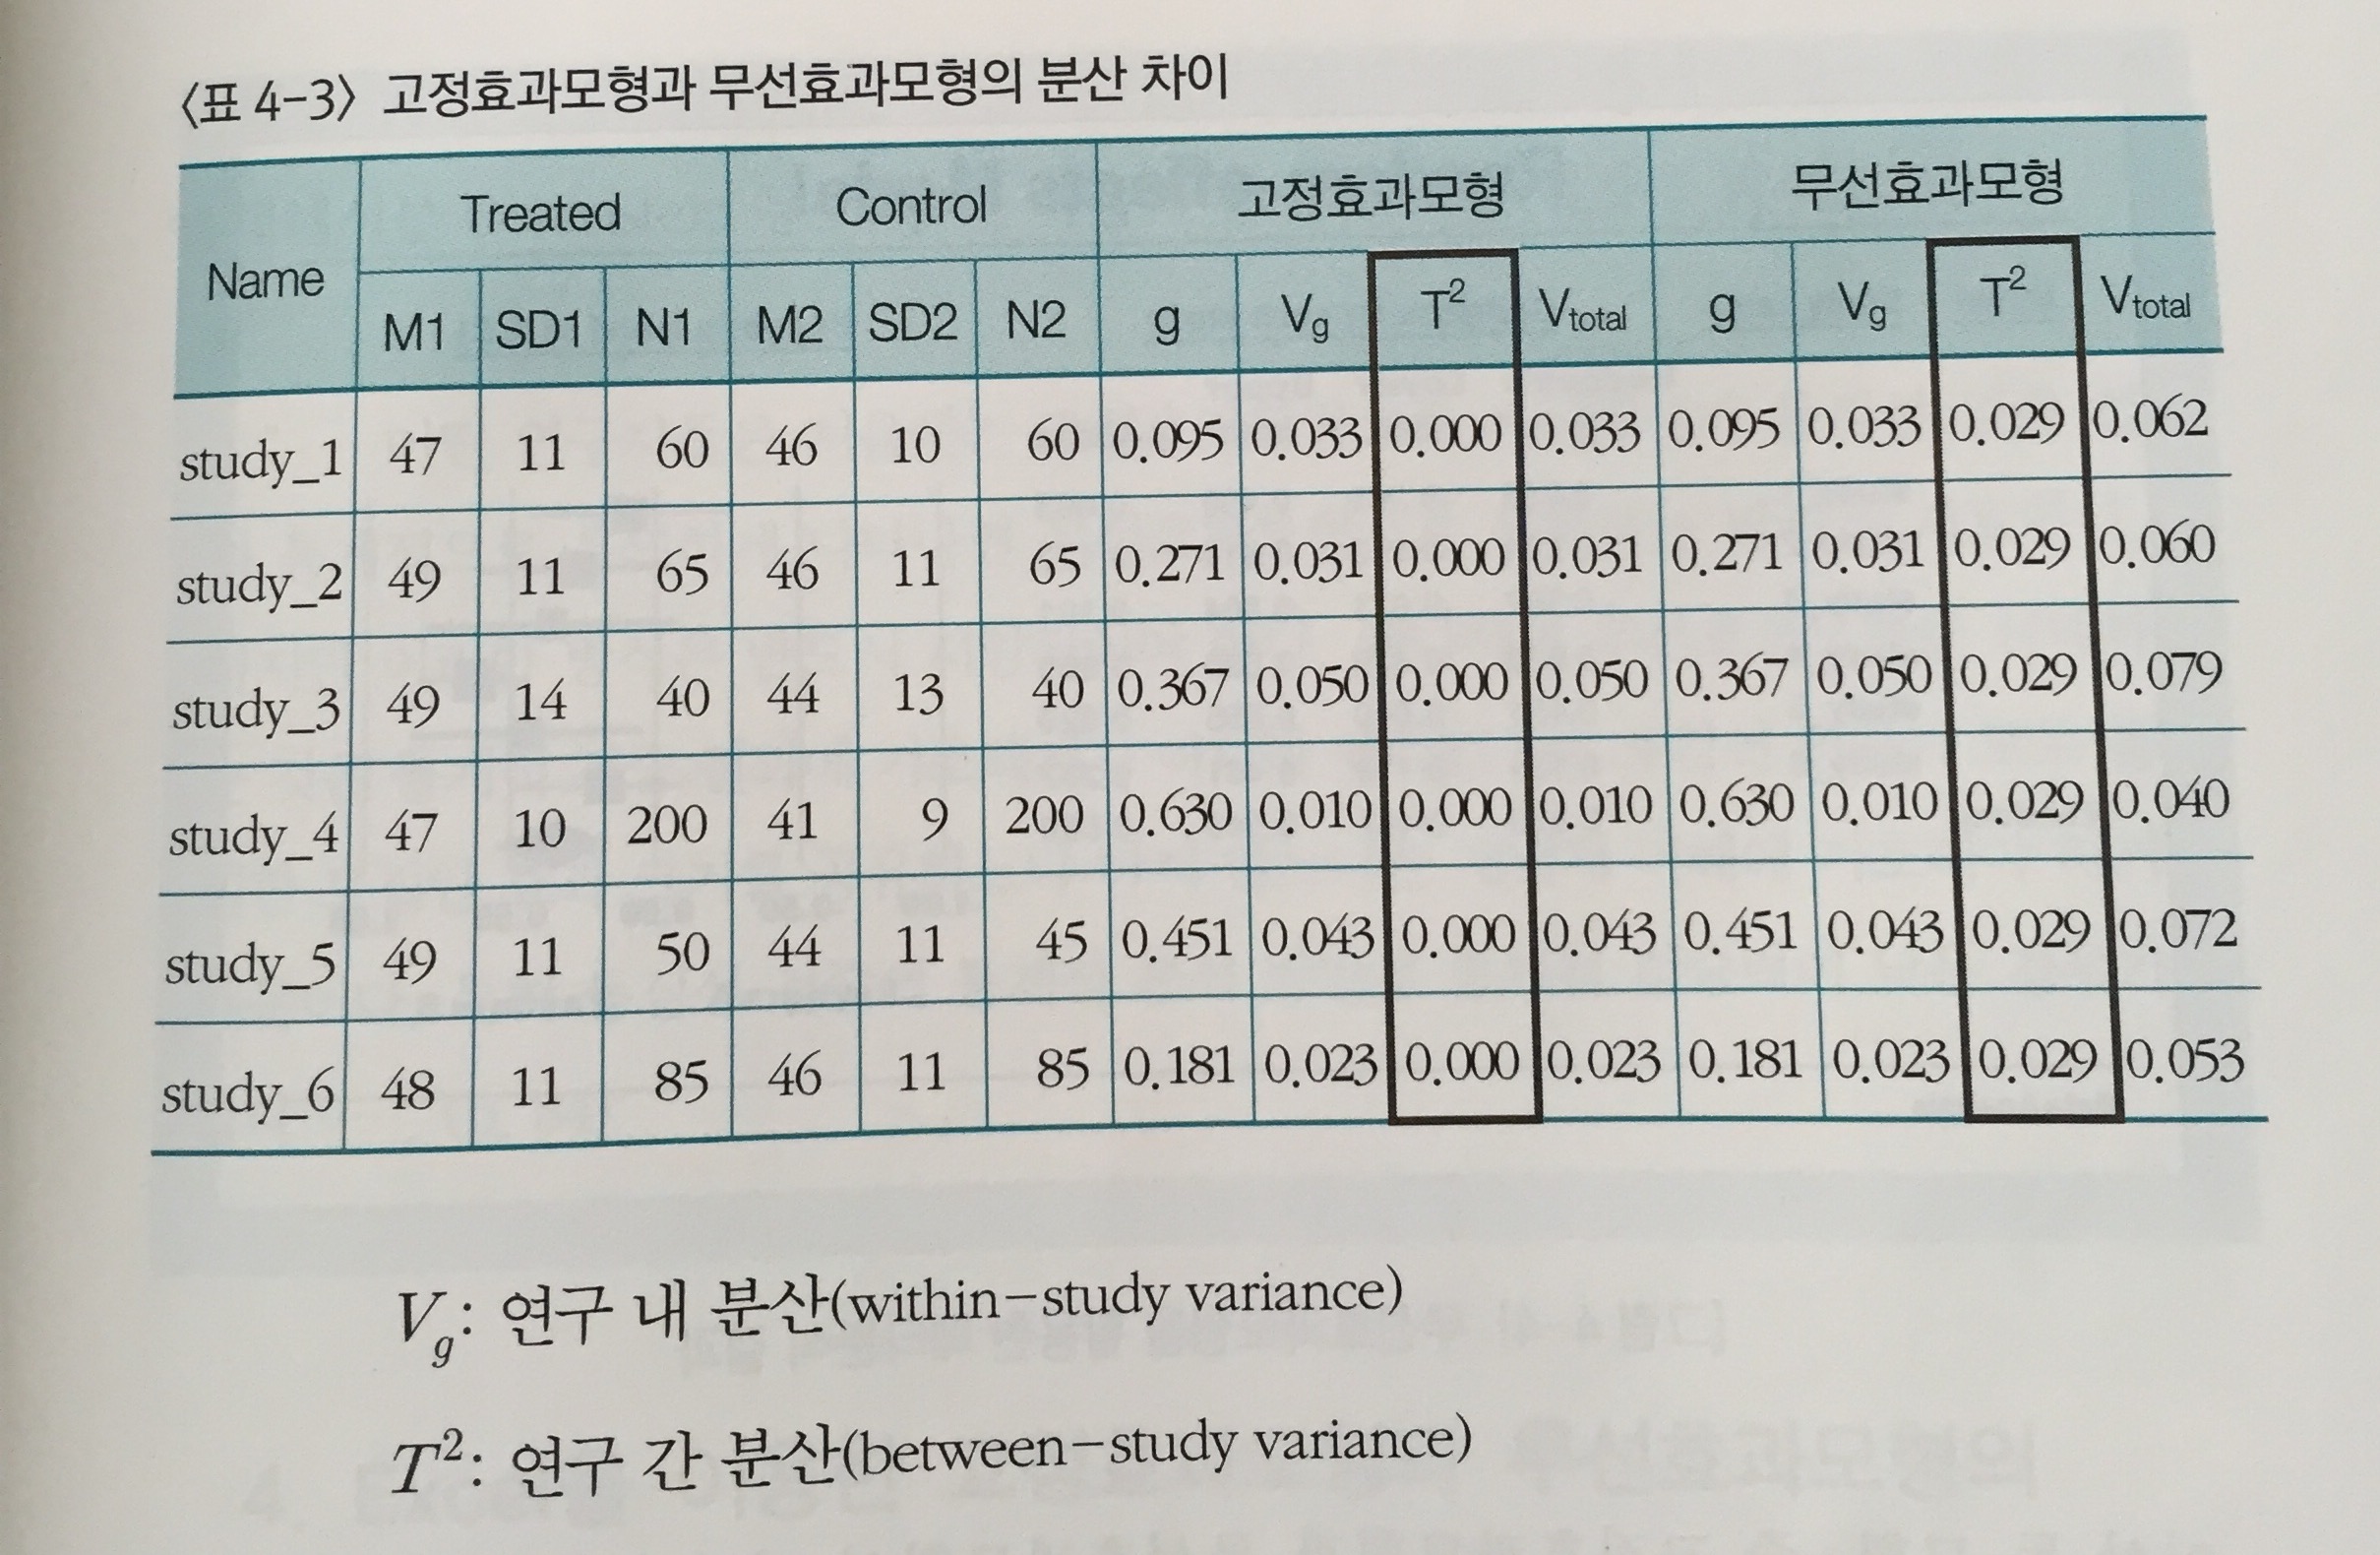 〈표 4-3〉 고정효과모형과 무선효과모형의 분산 차이
Name Treated Control 고정효과모형 무선효과모형
M1 SD1 N1 M2 SD2 N2 g Vg T² Vtotal g Vg T² Vtotal
study_1 47 11 60 46 10 60 0.095 0.033 0.000 0.033 0.095 0.033 0.029 0.062
study_2 49 11 65 46 11 65 0.271 0.031 0.000 0.031 0.271 0.031 0.029 0.060
study_3 49 14 40 44 13 40 0.367 0.050 0.000 0.050 0.367 0.050 0.029 0.079
study_4 47 10 200 41 9 200 0.630 0.010 0.000 0.010 0.630 0.010 0.029 0.040
study_5 49 11 50 44 11 45 0.451 0.043 0.000 0.043 0.451 0.043 0.029 0.072
study_6 48 11 85 46 11 85 0.181 0.023 0.000 0.023 0.181 0.023 0.029 0.053
Vg: 연구 내 분산(within-study variance)
T²: 연구 간 분산(between-study variance)